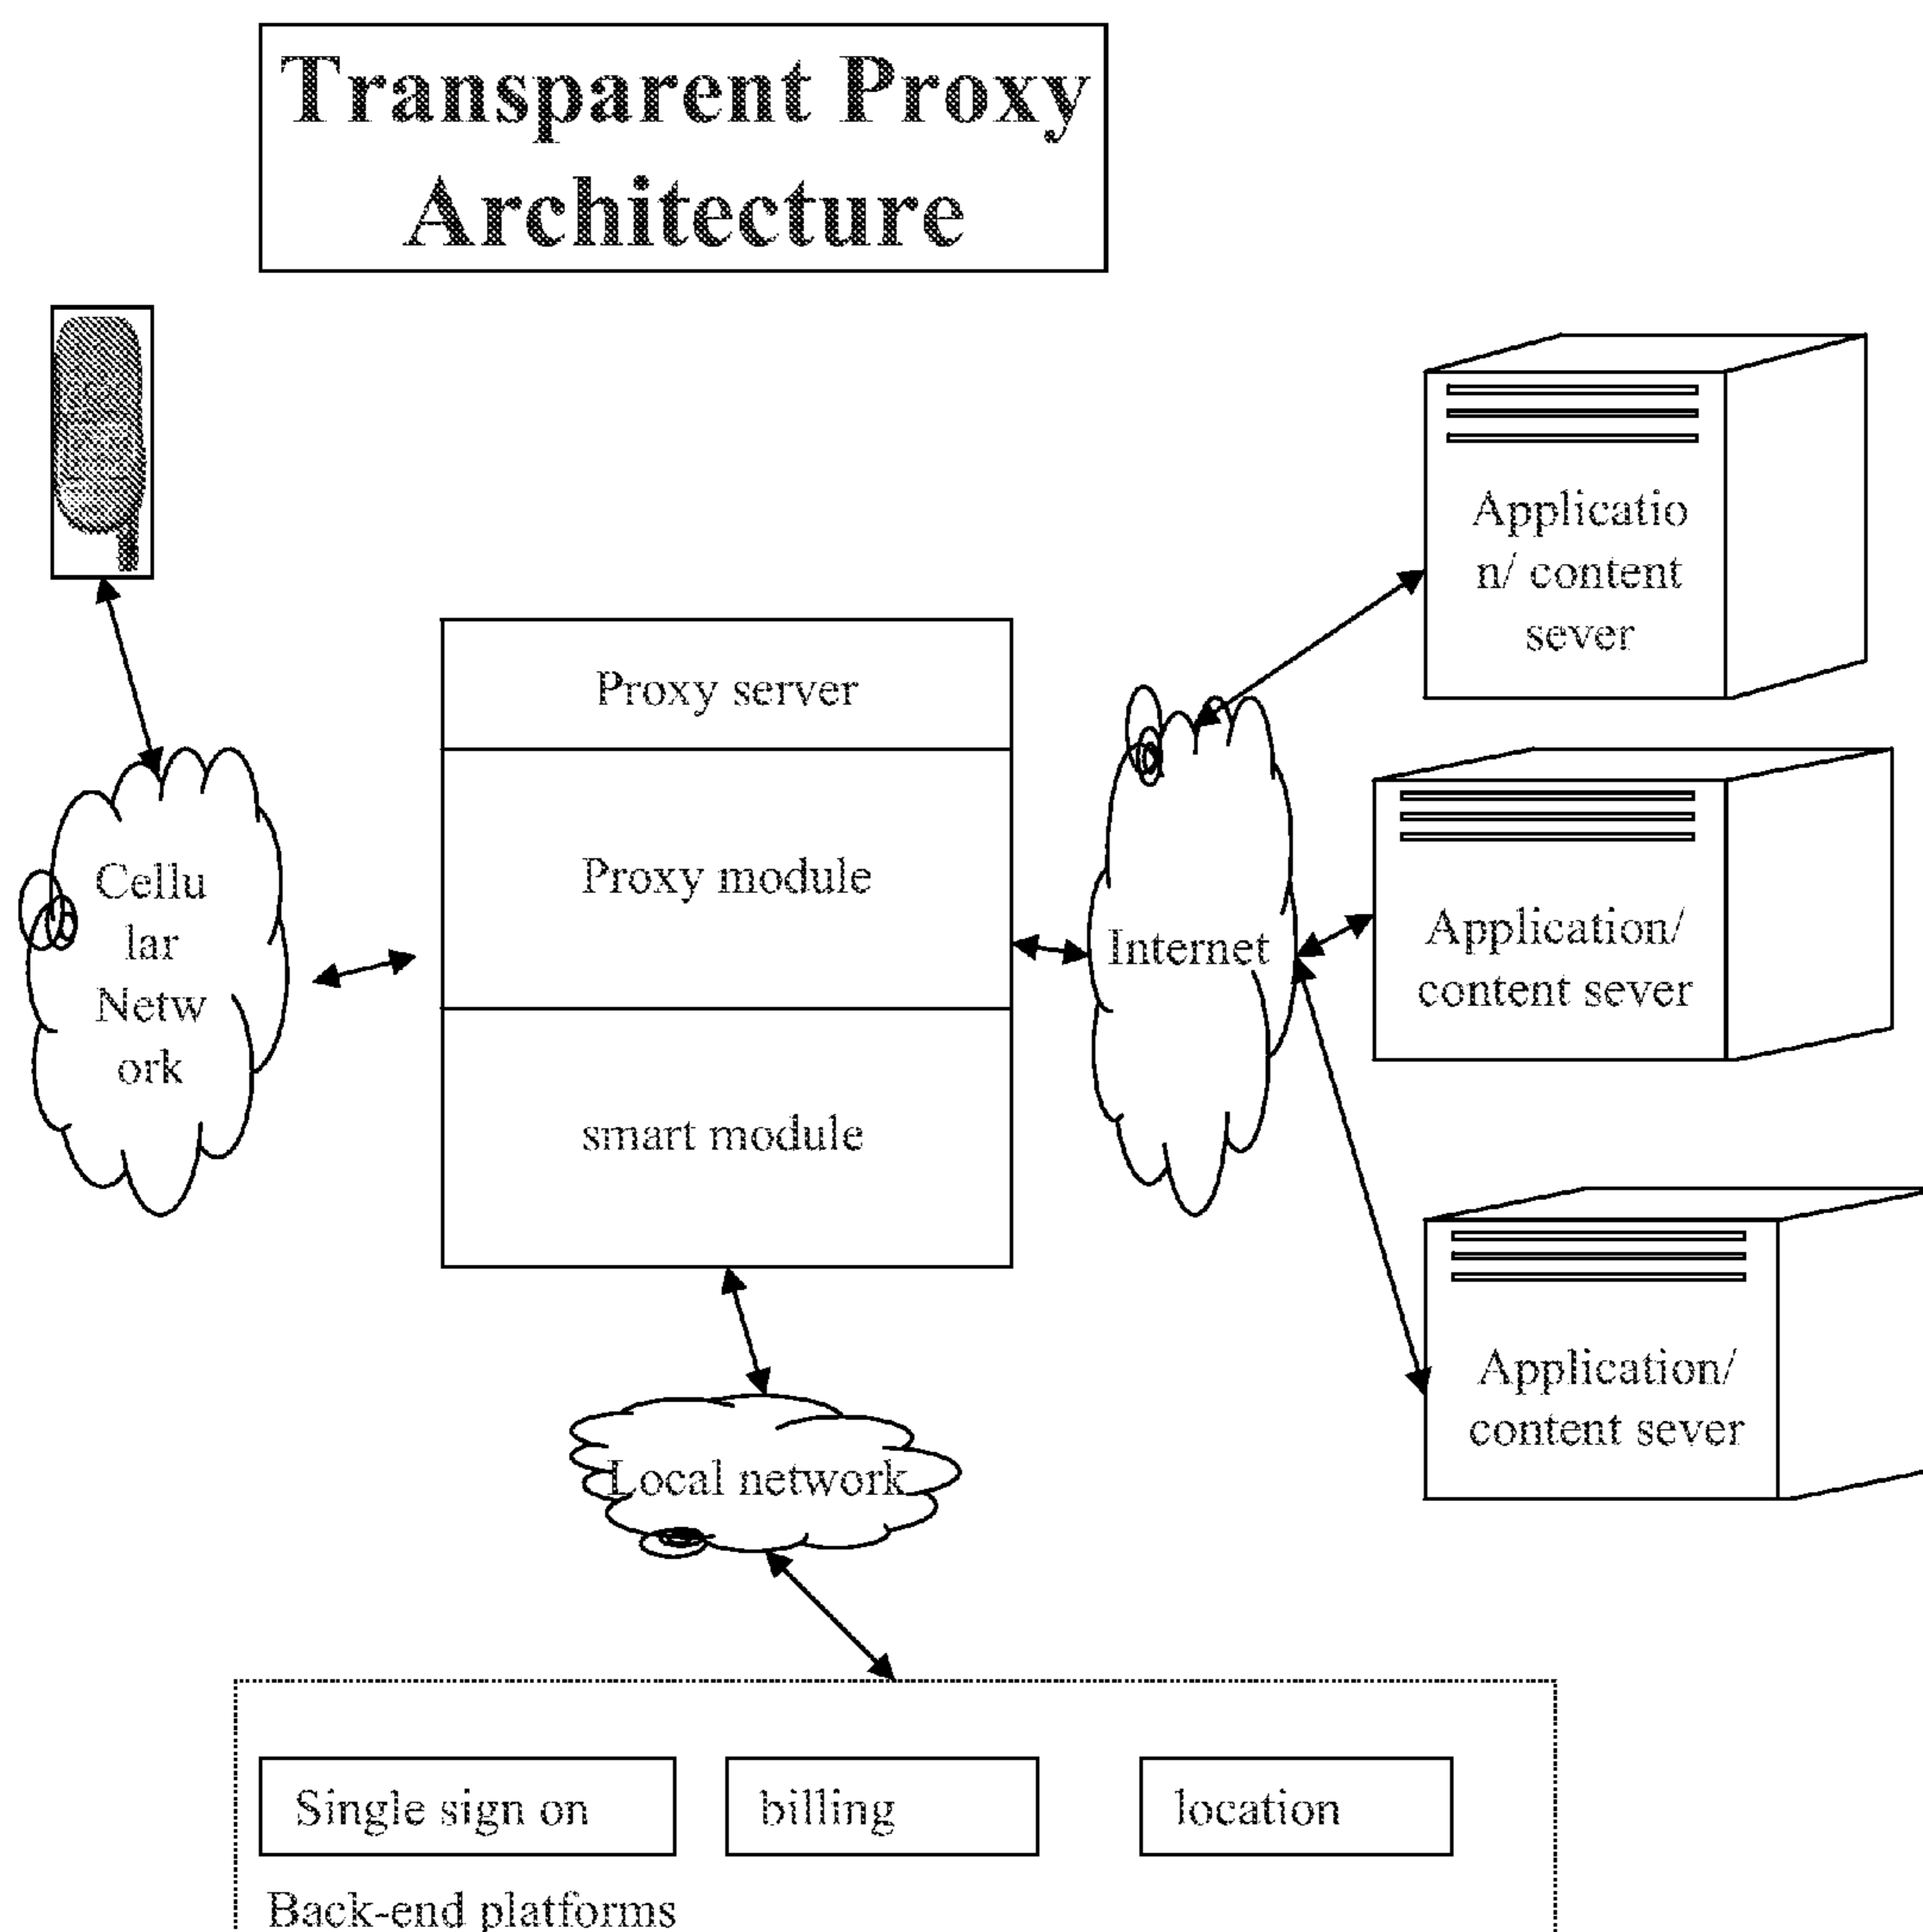 Transparent Proxy
Architecture
Applicatio
n/ content
sever
Proxy server
Proxy module
smart module
Cellu
lar
Netw
ork
Internet
Application/
content sever
Application/
content sever
Local network
Single sign on
billing
location
Back-end platforms